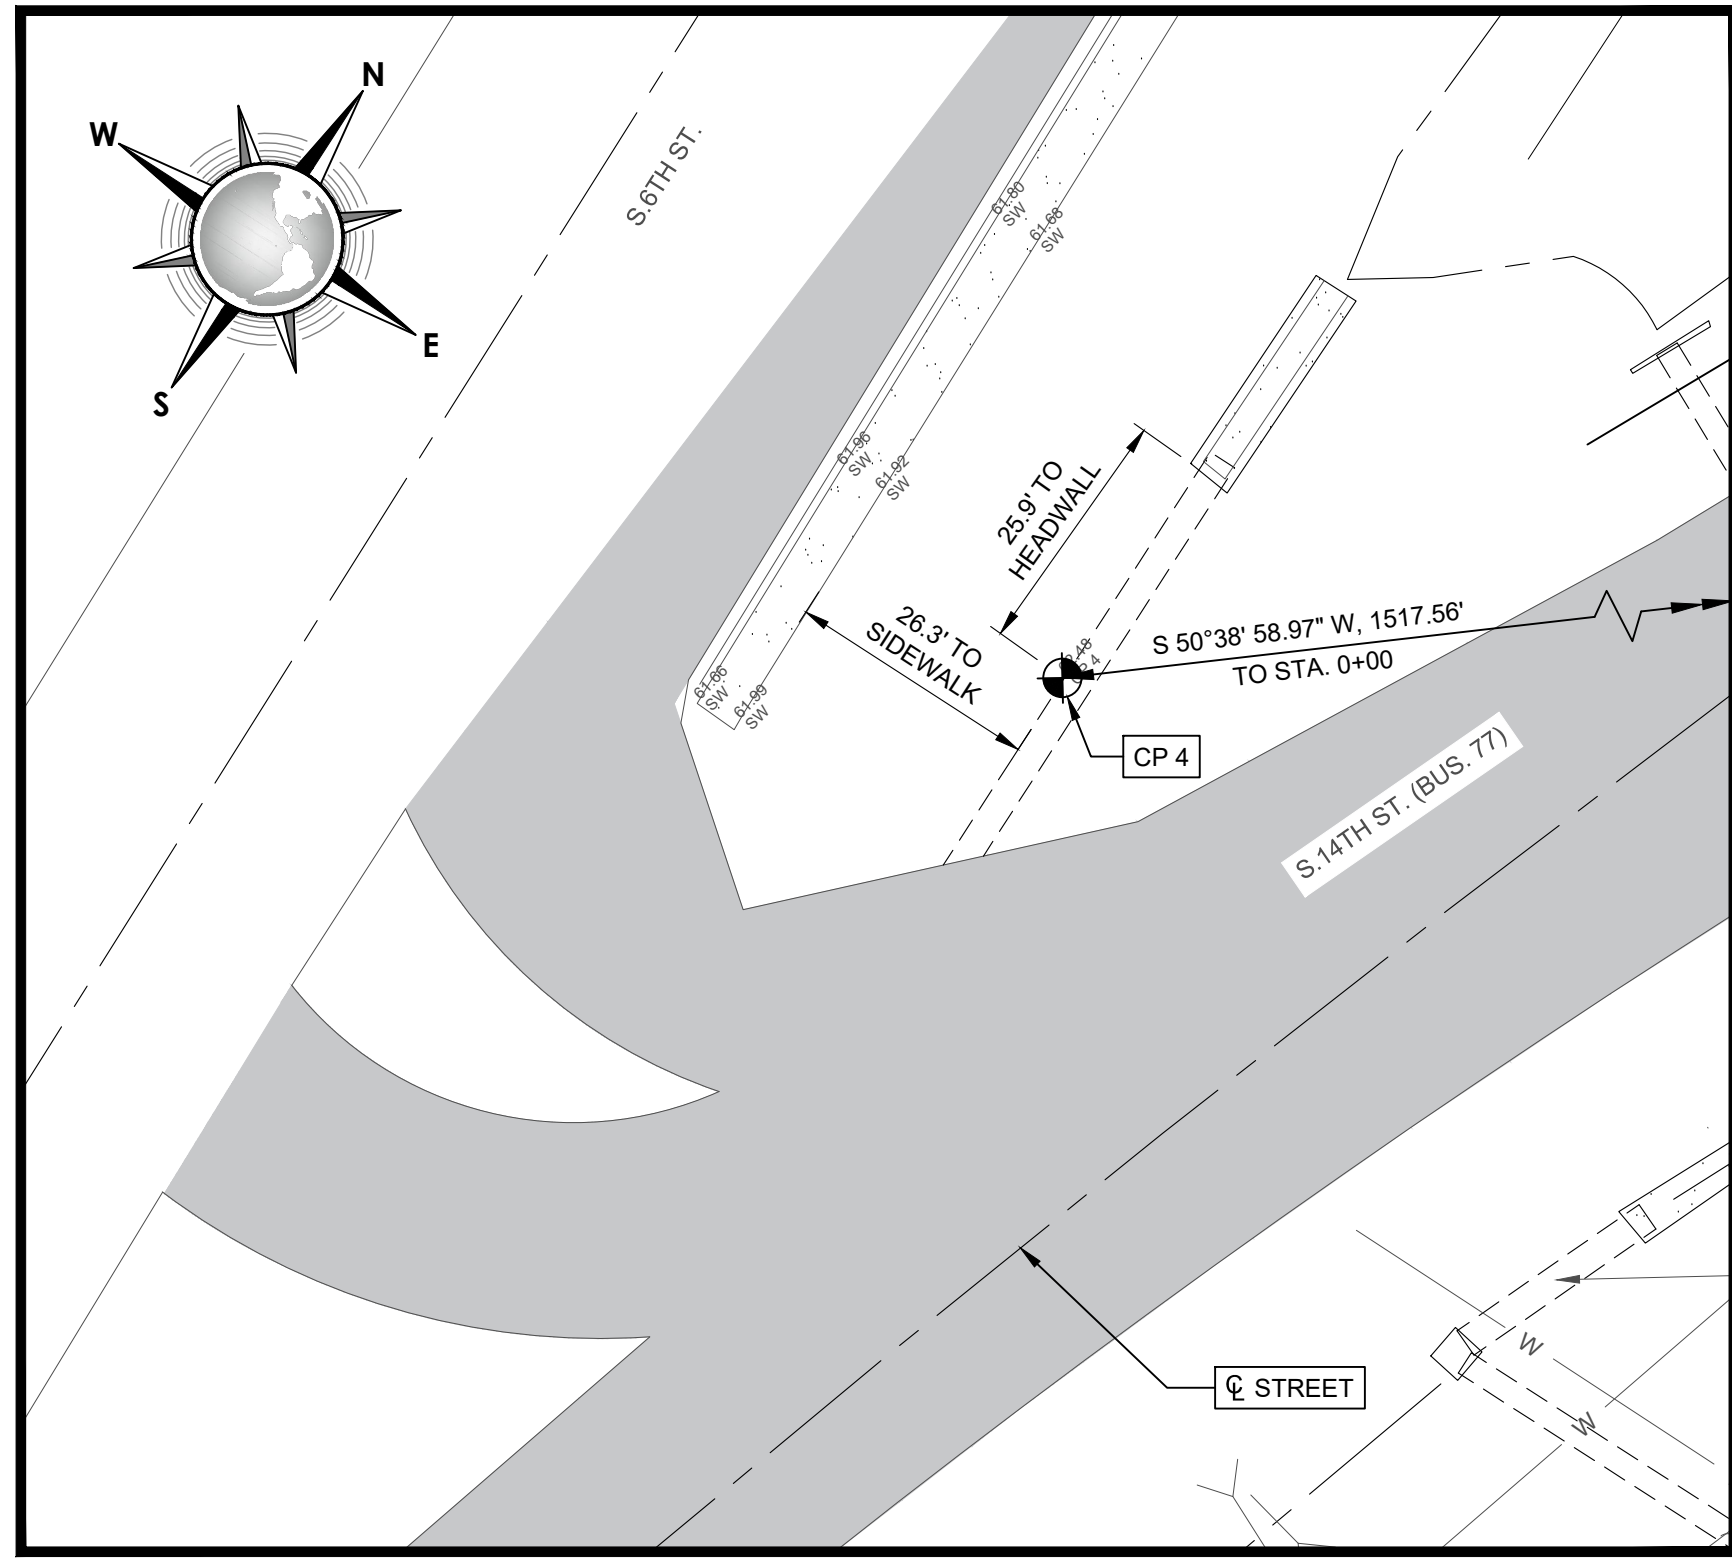 N
W
E
S
S.6TH ST.
61.80
SW
61.68
SW
61.96
SW
61.92
SW
25.9' TO
HEADWALL
26.3' TO
SIDEWALK
S 50°38' 58.97" W, 1517.56'
TO STA. 0+00
61.66
SW
61.99
SW
CP 4
S.14TH ST. (BUS. 77)
℄ STREET
W
W